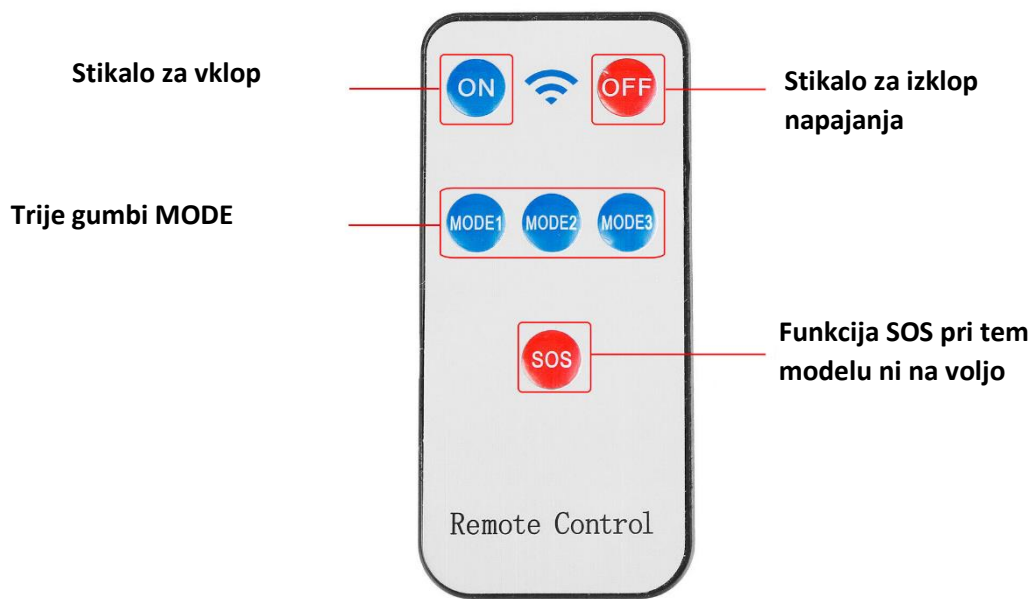 Stikalo za vklop
ON
OFF
Stikalo za izklop
napajanja
Trije gumbi MODE
MODE1 MODE2 MODE3
Funkcija SOS pri tem
modelu ni na voljo
SOS
Remote Control